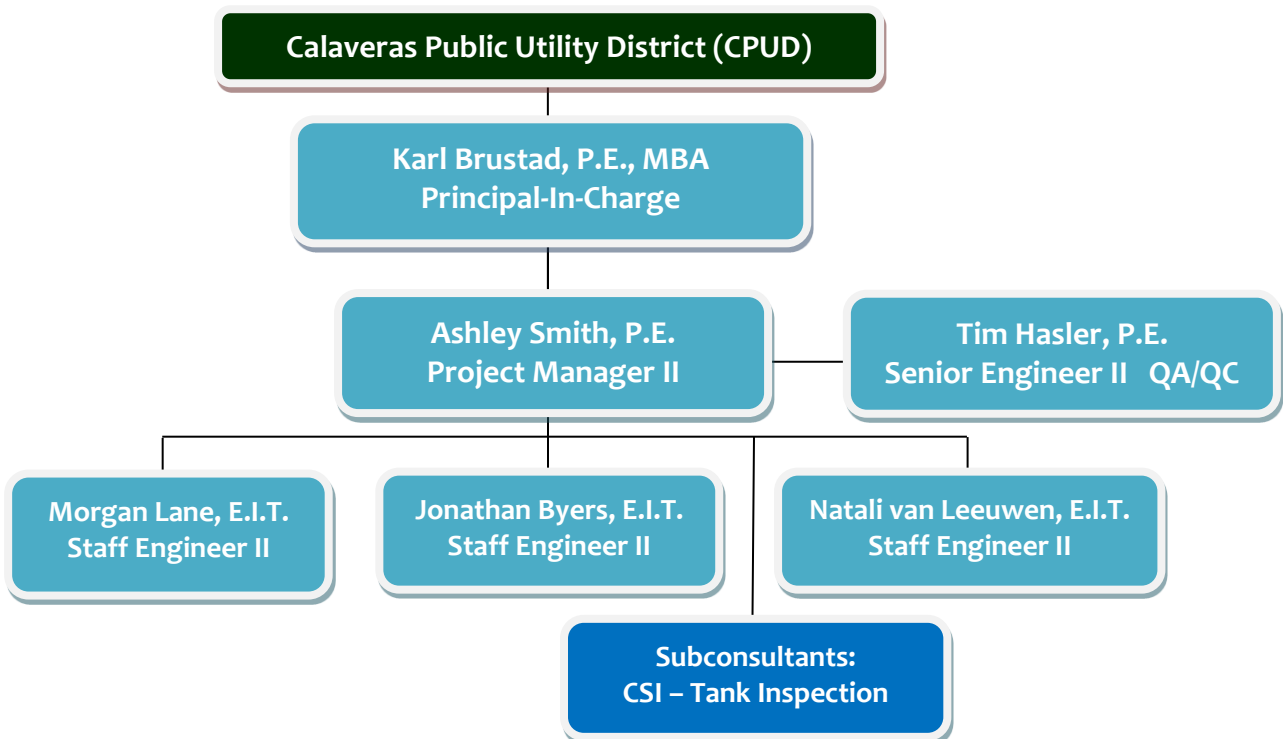 Calaveras Public Utility District (CPUD)
Karl Brustad, P.E., MBA
Principal-In-Charge
Ashley Smith, P.E.
Project Manager II
Tim Hasler, P.E.
Senior Engineer II QA/QC
Morgan Lane, E.I.T.
Staff Engineer II
Jonathan Byers, E.I.T.
Staff Engineer II
Natali van Leeuwen, E.I.T.
Staff Engineer II
Subconsultants:
CSI – Tank Inspection